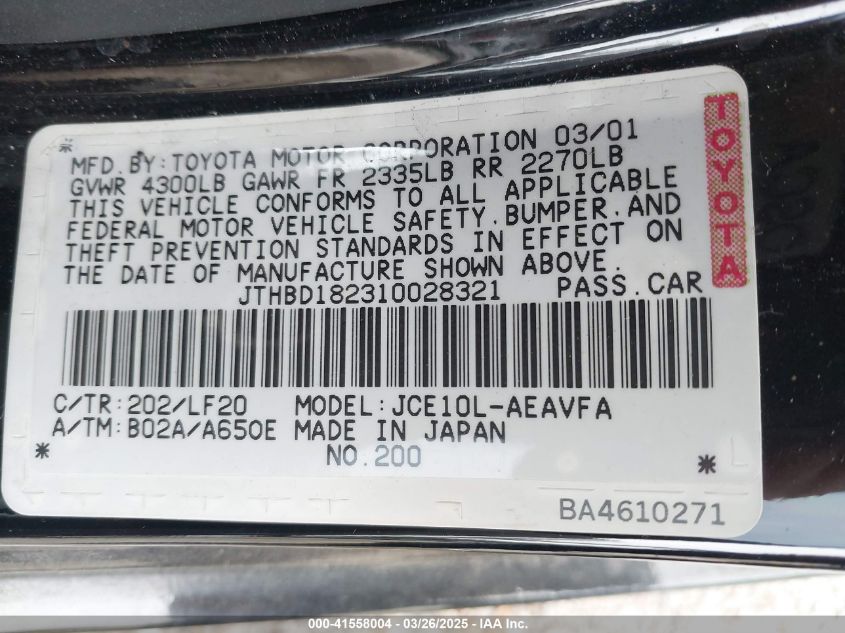 MFD.BY:TOYOTA MOTOR CORPORATION 03/01
GVWR 4300LB GAWR FR 2335LB RR 2270LB
THIS VEHICLE CONFORMS TO ALL APPLICABLE
FEDERAL MOTOR VEHICLE SAFETY,BUMPER,AND
THEFT PREVENTION STANDARDS IN EFFECT ON
THE DATE OF MANUFACTURE SHOWN ABOVE.
JTHBD182310028321 PASS.CAR
TOYOTA
C/TR:202/LF20 MODEL:JCE10L-AEAVFA
A/TM:B02A/A650E MADE IN JAPAN
NO.200
L
BA4610271
000-41558004 | 03/26/2025 - IAA Inc.